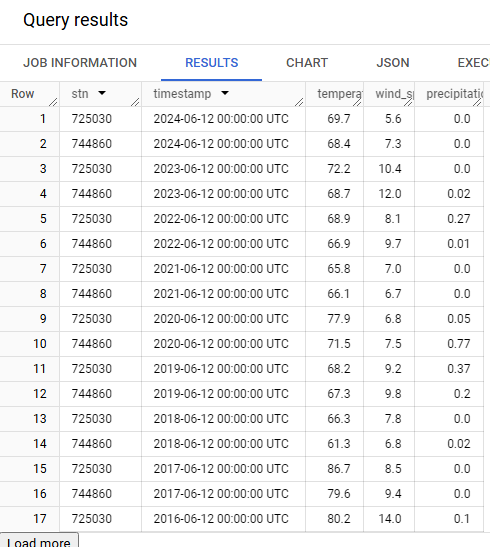 Query results
JOB INFORMATION RESULTS CHART JSON EXEC
Row stn timestamp tempera wind_s precipitatio
1 725030 2024-06-12 00:00:00 UTC 69.7 5.6 0.0
2 744860 2024-06-12 00:00:00 UTC 68.4 7.3 0.0
3 725030 2023-06-12 00:00:00 UTC 72.2 10.4 0.0
4 744860 2023-06-12 00:00:00 UTC 68.7 12.0 0.02
5 725030 2022-06-12 00:00:00 UTC 68.9 8.1 0.27
6 744860 2022-06-12 00:00:00 UTC 66.9 9.7 0.01
7 725030 2021-06-12 00:00:00 UTC 65.8 7.0 0.0
8 744860 2021-06-12 00:00:00 UTC 66.1 6.7 0.0
9 725030 2020-06-12 00:00:00 UTC 77.9 6.8 0.05
10 744860 2020-06-12 00:00:00 UTC 71.5 7.5 0.77
11 725030 2019-06-12 00:00:00 UTC 68.2 9.2 0.37
12 744860 2019-06-12 00:00:00 UTC 67.3 9.8 0.2
13 725030 2018-06-12 00:00:00 UTC 66.3 7.8 0.0
14 744860 2018-06-12 00:00:00 UTC 61.3 6.8 0.02
15 725030 2017-06-12 00:00:00 UTC 86.7 8.5 0.0
16 744860 2017-06-12 00:00:00 UTC 79.6 9.4 0.0
17 725030 2016-06-12 00:00:00 UTC 80.2 14.0 0.1
Load more